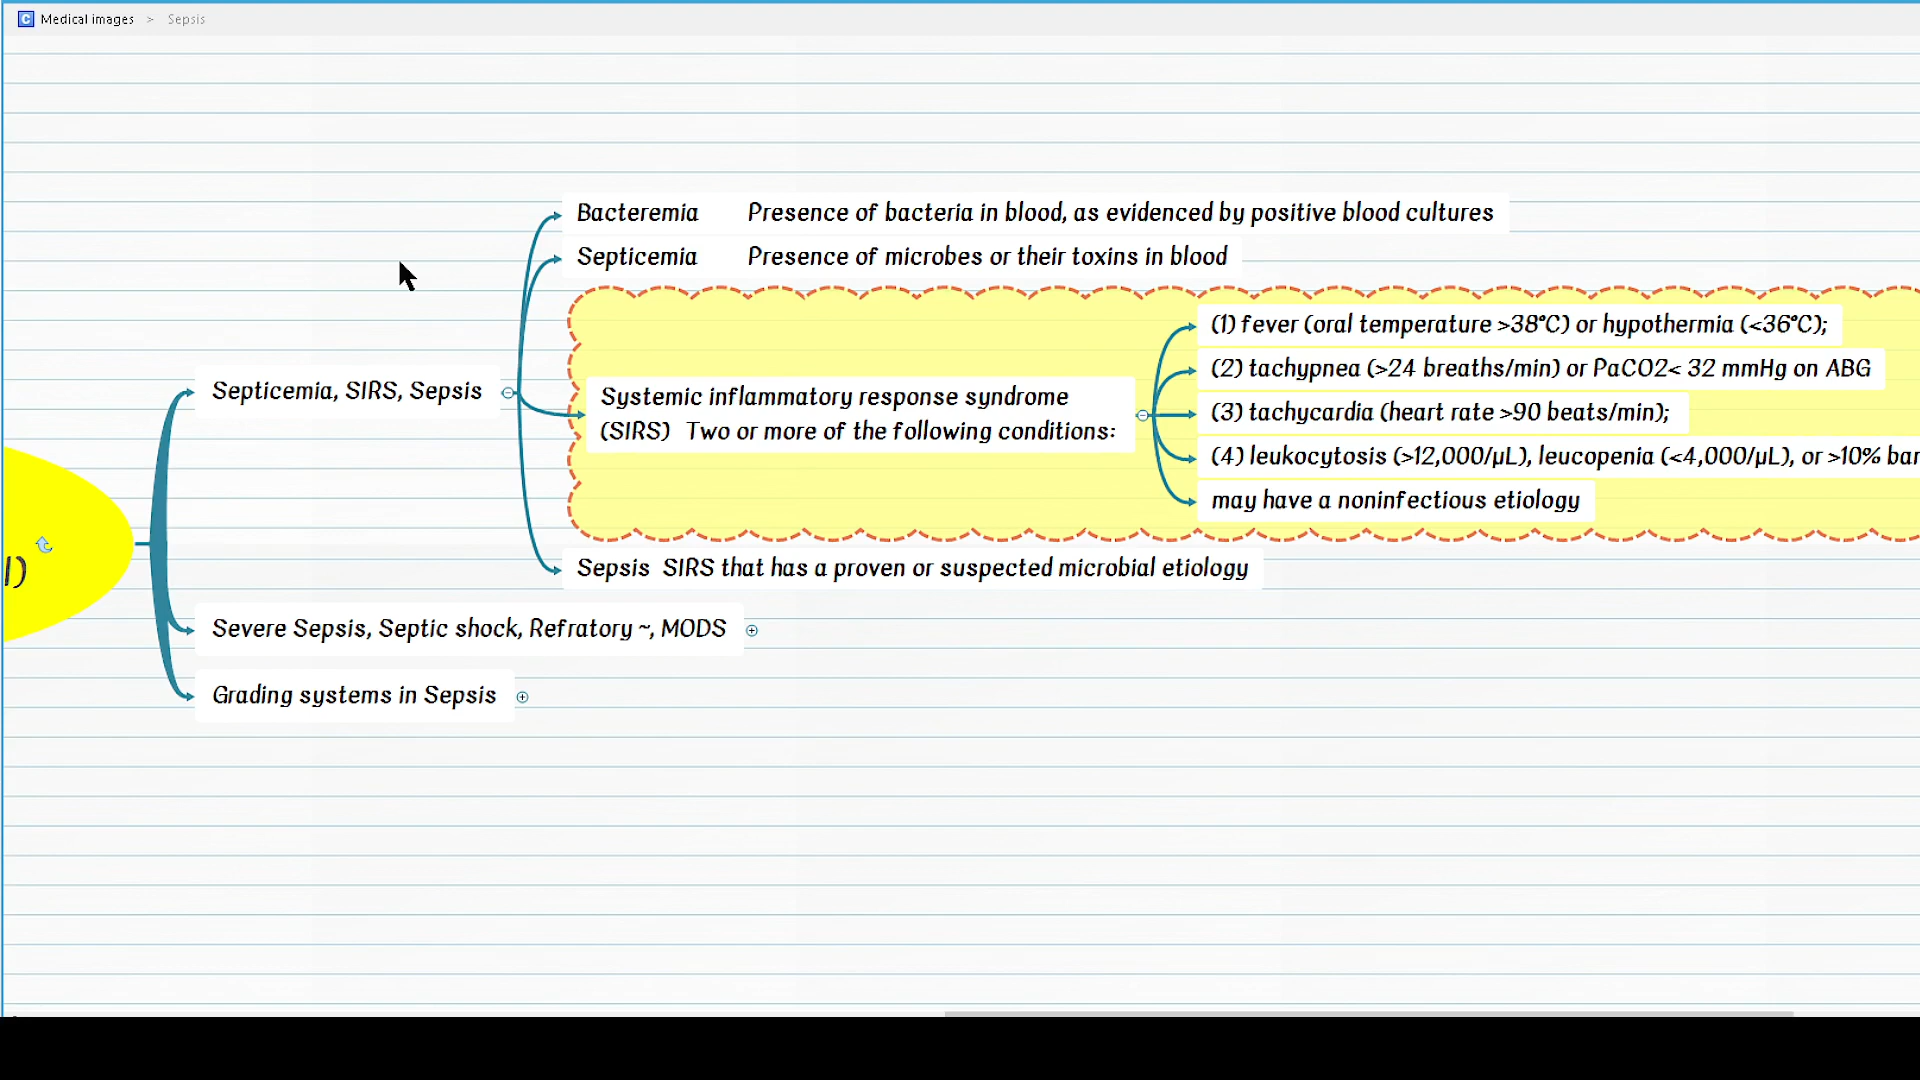 Medical images > Sepsis
Bacteremia Presence of bacteria in blood, as evidenced by positive blood cultures
Septicemia Presence of microbes or their toxins in blood
(1) fever (oral temperature >38°C) or hypothermia (<36°C);
(2) tachypnea (>24 breaths/min) or PaCO2< 32 mmHg on ABG
Septicemia, SIRS, Sepsis
Systemic inflammatory response syndrome
(SIRS) Two or more of the following conditions:
(3) tachycardia (heart rate >90 beats/min);
(4) leukocytosis (>12,000/µL), leucopenia (<4,000/µL), or >10% ban
may have a noninfectious etiology
Sepsis SIRS that has a proven or suspected microbial etiology
Severe Sepsis, Septic shock, Refratory ~, MODS
Grading systems in Sepsis